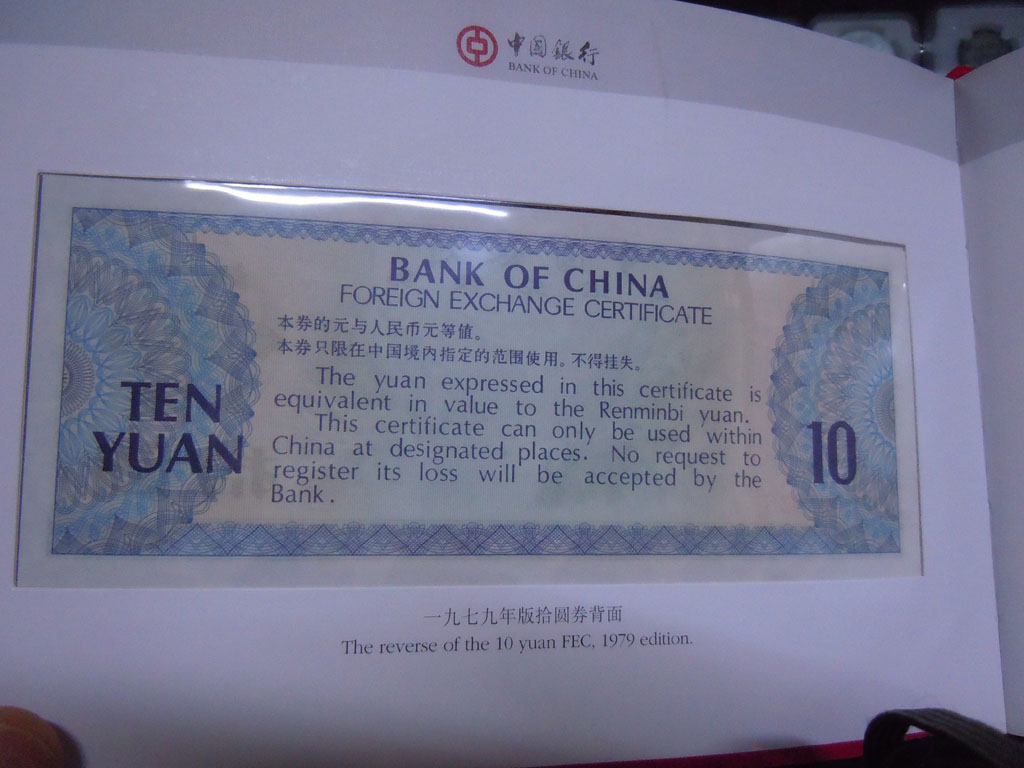 中国银行
BANK OF CHINA
BANK OF CHINA
FOREIGN EXCHANGE CERTIFICATE
本券的元与人民币元等值。
本券只限在中国境内指定的范围使用。不得挂失。
The yuan expressed in this certificate is
equivalent in value to the Renminbi yuan.
This certificate can only be used within
China at designated places. No request to
register its loss will be accepted by the
Bank.
TEN
YUAN
10
一九七九年版拾圆券背面
The reverse of the 10 yuan FEC, 1979 edition.